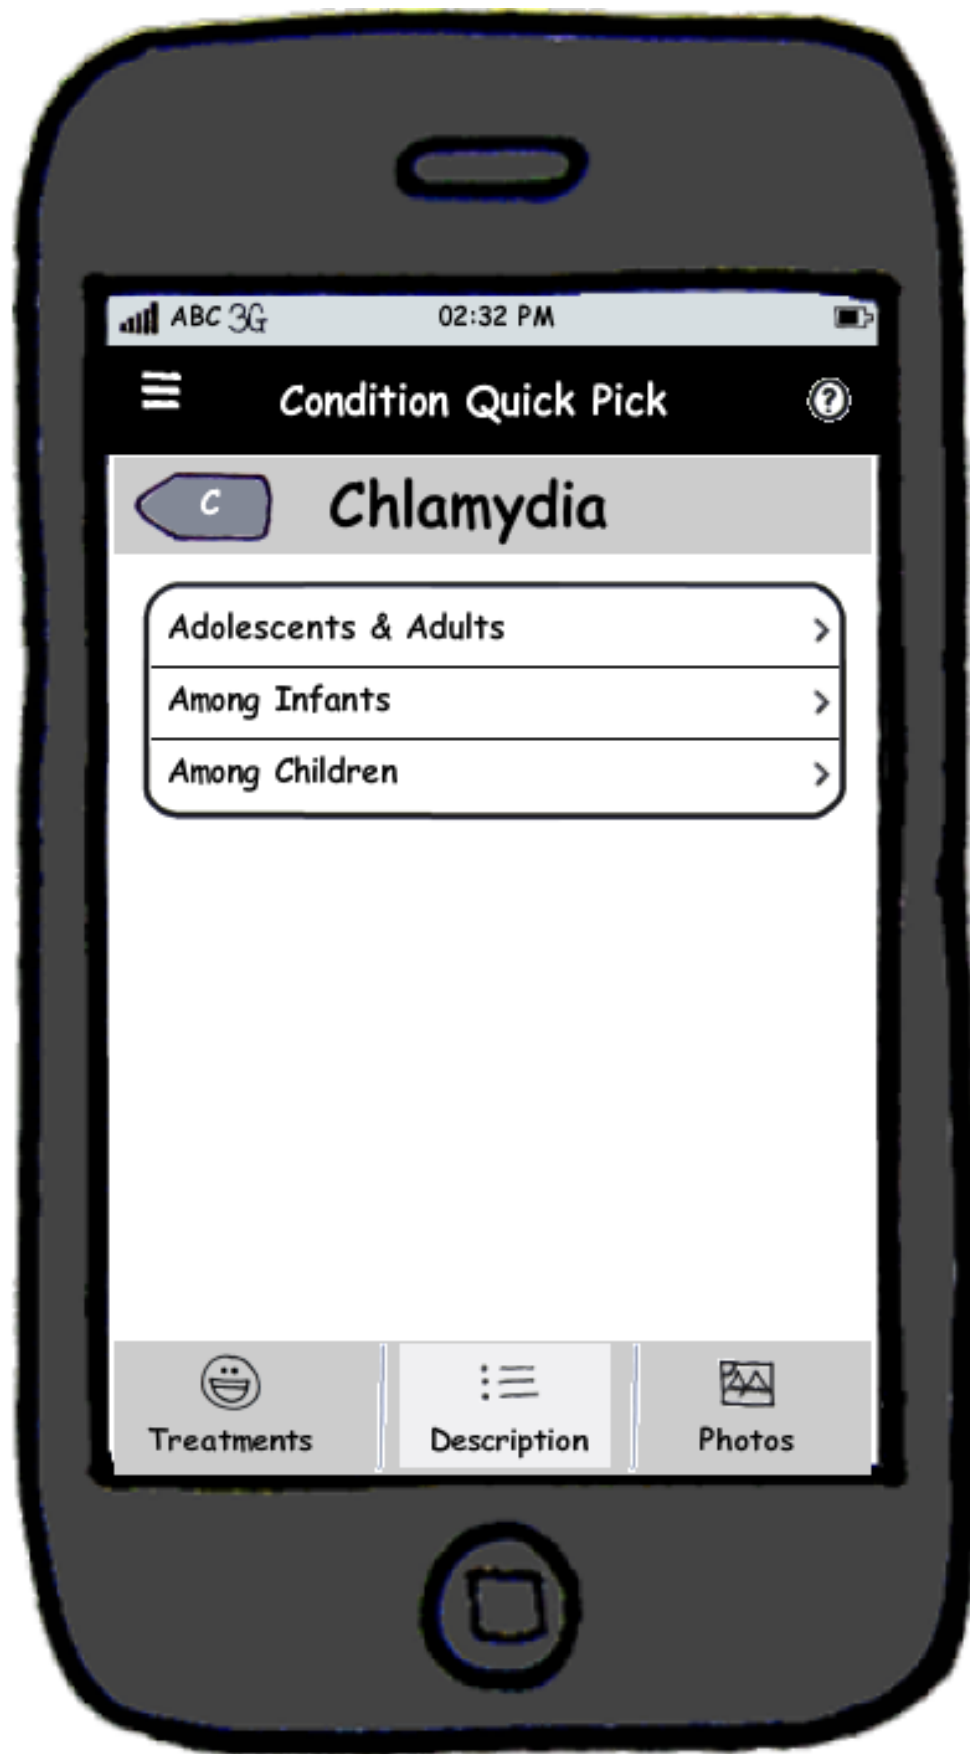 ABC 3G 02:32 PM
Condition Quick Pick ?
C Chlamydia
Adolescents & Adults
Among Infants
Among Children
Treatments Description Photos